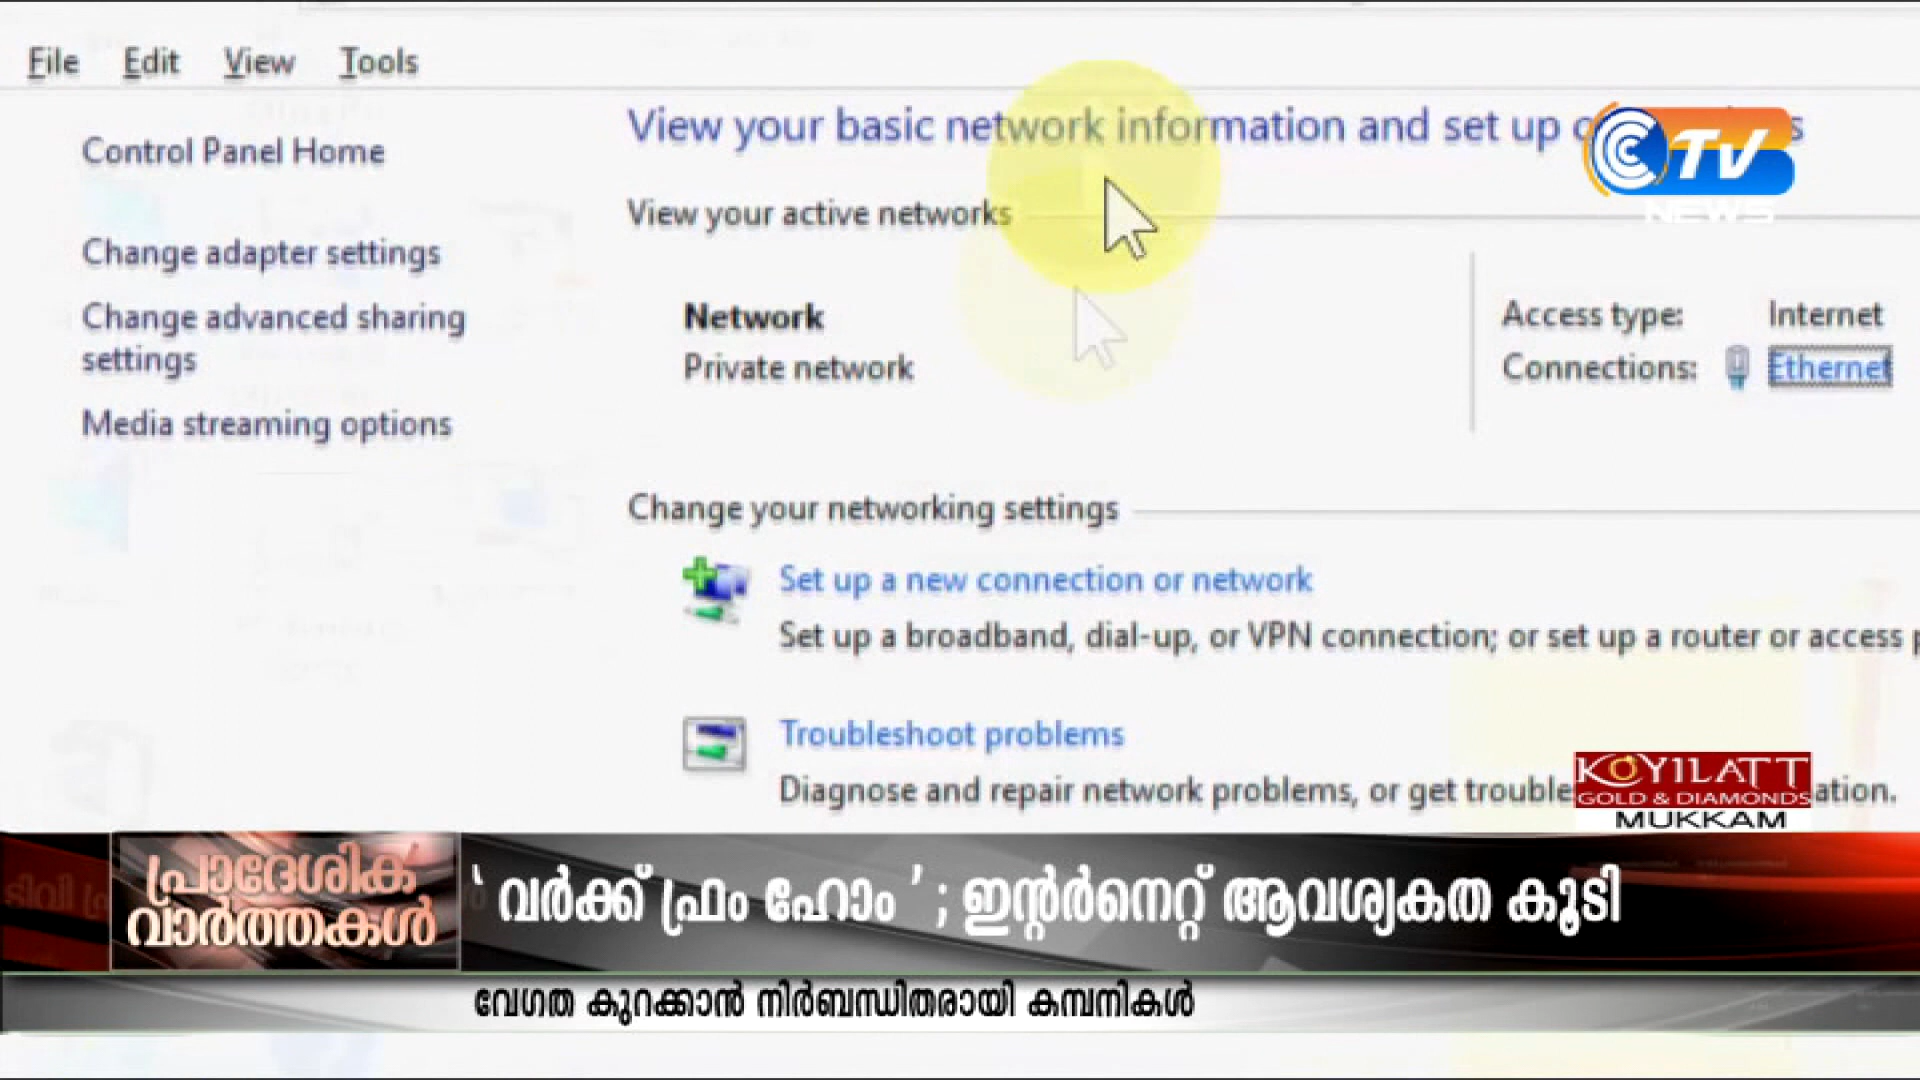 File Edit View Tools
Control Panel Home
Change adapter settings
Change advanced sharing
settings
Media streaming options
View your basic network information and set up
View your active networks
Network
Private network
Access type: Internet
Connections: Ethernet
Change your networking settings
Set up a new connection or network
Set up a broadband, dial-up, or VPN connection; or set up a router or access
Troubleshoot problems
Diagnose and repair network problems, or get
CTV
NEWS
KOYILATT
GOLD & DIAMONDS
MUKKAM
പ്രാദേശിക
വാർത്തകൾ
‘ വർക്ക് ഫ്രം ഹോം ’ ; ഇന്റർനെറ്റ് ആവശ്യകത കൂടി
വേഗത കുറക്കാൻ നിർബന്ധിതരായി കമ്പനികൾ